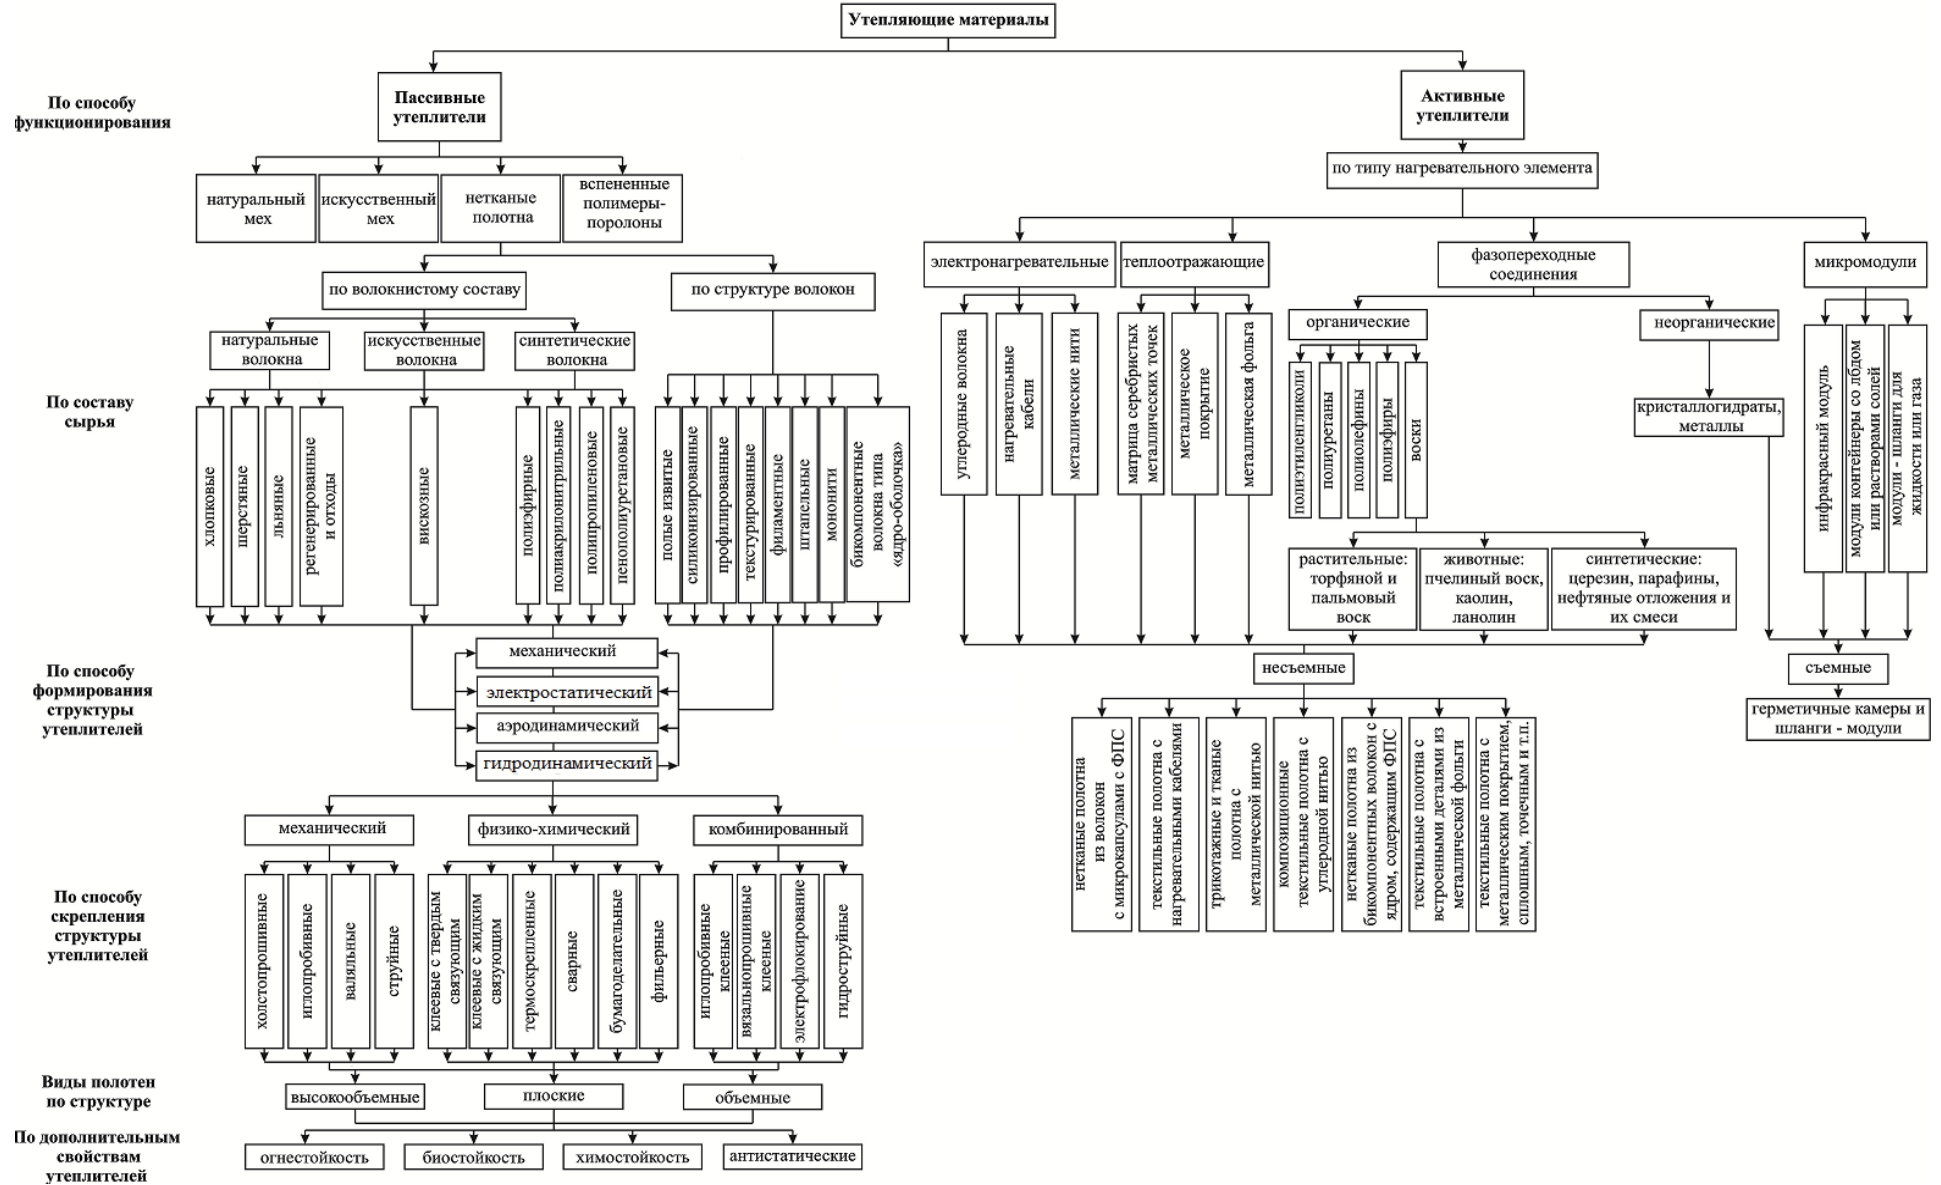 Утепляющие материалы
По способу
функционирования
Пассивные
утеплители
Активные
утеплители
по типу нагревательного элемента
натуральный
мех
искусственный
мех
нетканые
полотна
вспененные
полимеры-
поролоны
электронагревательные
теплоотражающие
фазопереходные
соединения
микромодули
по волокнистому составу
по структуре волокон
органические
неорганические
натуральные
волокна
искусственные
волокна
синтетические
волокна
По составу
сырья
хлопковые
шерстяные
льняные
регенерированные
и отходы
вискозные
полиэфирные
полиакрилонитрильные
полипропиленовые
пенополиуретановые
полые извитые
силиконизированные
профилированные
текстурированные
филаментные
штапельные
мононити
бикомпонентные
волокна типа
«ядро-оболочка»
углеродные волокна
нагревательные
кабели
металлические нити
матрица серебристых
металлических точек
металлическое
покрытие
металлическая фольга
полиэтиленгликоли
полиуретаны
полиолефины
полиэфиры
воски
кристаллогидраты,
металлы
инфракрасный модуль
модули контейнеры со лбдом
или растворами солей
модули - шланги для
жидкости или газа
растительные:
торфяной и
пальмовый
воск
животные:
пчелиный воск,
каолин,
ланолин
синтетические:
церезин, парафины,
нефтяные отложения и
их смеси
По способу
формирования
структуры
утеплителей
механический
электростатический
аэродинамический
гидродинамический
несъемные
съемные
герметичные камеры и
шланги - модули
нетканые полотна
из волокон
с микрокапсулами с ФПС
текстильные полотна с
нагревательными кабелями
трикотажные и тканые
полотна с
металлической нитью
композиционные
текстильные полотна с
углеродной нитью
нетканые полотна из
бикомпонентных волокон с
ядром, содержащим ФПС
текстильные полотна с
встроенными деталями из
металлической фольги
текстильные полотна с
металлическим покрытием,
сплошным, точечным и т.п.
механический
физико-химический
комбинированный
По способу
скрепления
структуры
утеплителей
холстопрошивные
иглопробивные
валяльные
струйные
клеевые с твердым
связующим
клеевые с жидким
связующим
термоскрепленные
сварные
бумагоделательные
фильерные
иглопробивные
клееные
вязальнопрошивные
клееные
электрофлокирование
гидроструйные
Виды полотен
по структуре
высокообъемные
плоские
объемные
По дополнительным
свойствам
утеплителей
огнестойкость
биостойкость
химостойкость
антистатические